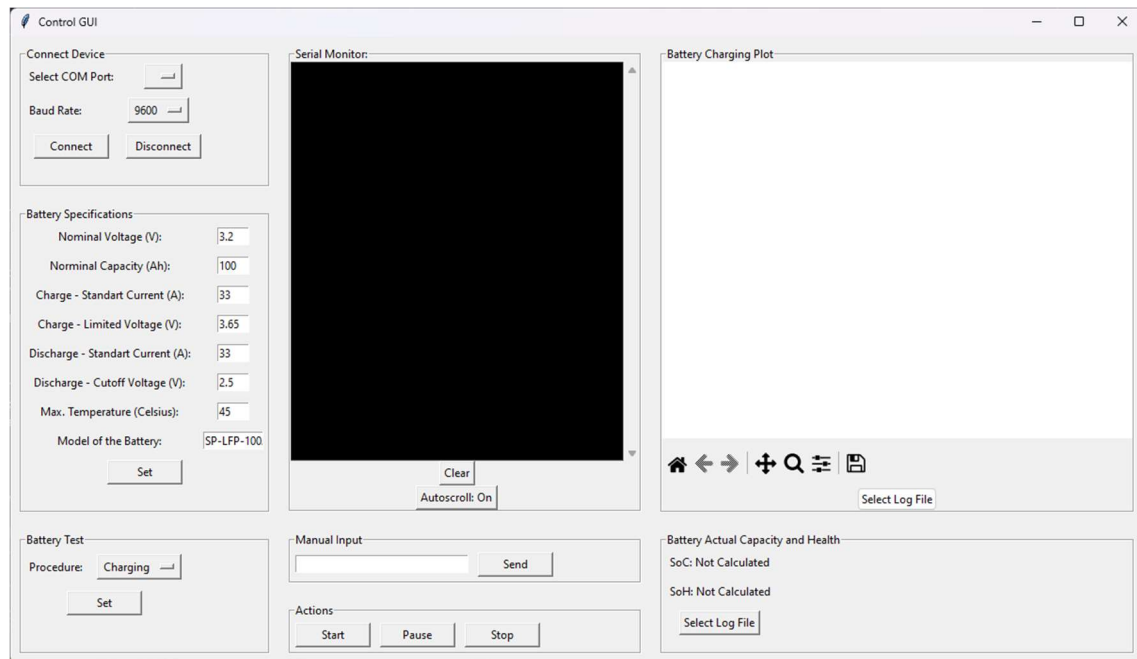 Control GUI
Connect Device
Select COM Port:
Baud Rate: 9600
Connect Disconnect
Battery Specifications
Nominal Voltage (V): 3.2
Norminal Capacity (Ah): 100
Charge - Standart Current (A): 33
Charge - Limited Voltage (V): 3.65
Discharge - Standart Current (A): 33
Discharge - Cutoff Voltage (V): 2.5
Max. Temperature (Celsius): 45
Model of the Battery: SP-LFP-100
Set
Battery Test
Procedure: Charging
Set
Serial Monitor:
Clear
Autoscroll: On
Manual Input
Send
Actions
Start Pause Stop
Battery Charging Plot
Select Log File
Battery Actual Capacity and Health
SoC: Not Calculated
SoH: Not Calculated
Select Log File